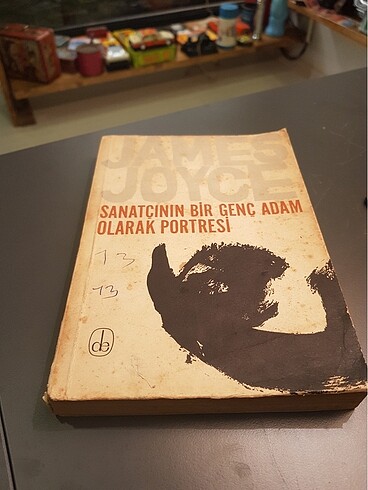 JAMES
JOYCE
SANATÇININ BİR GENÇ ADAM
OLARAK PORTRESİ
13
13
de